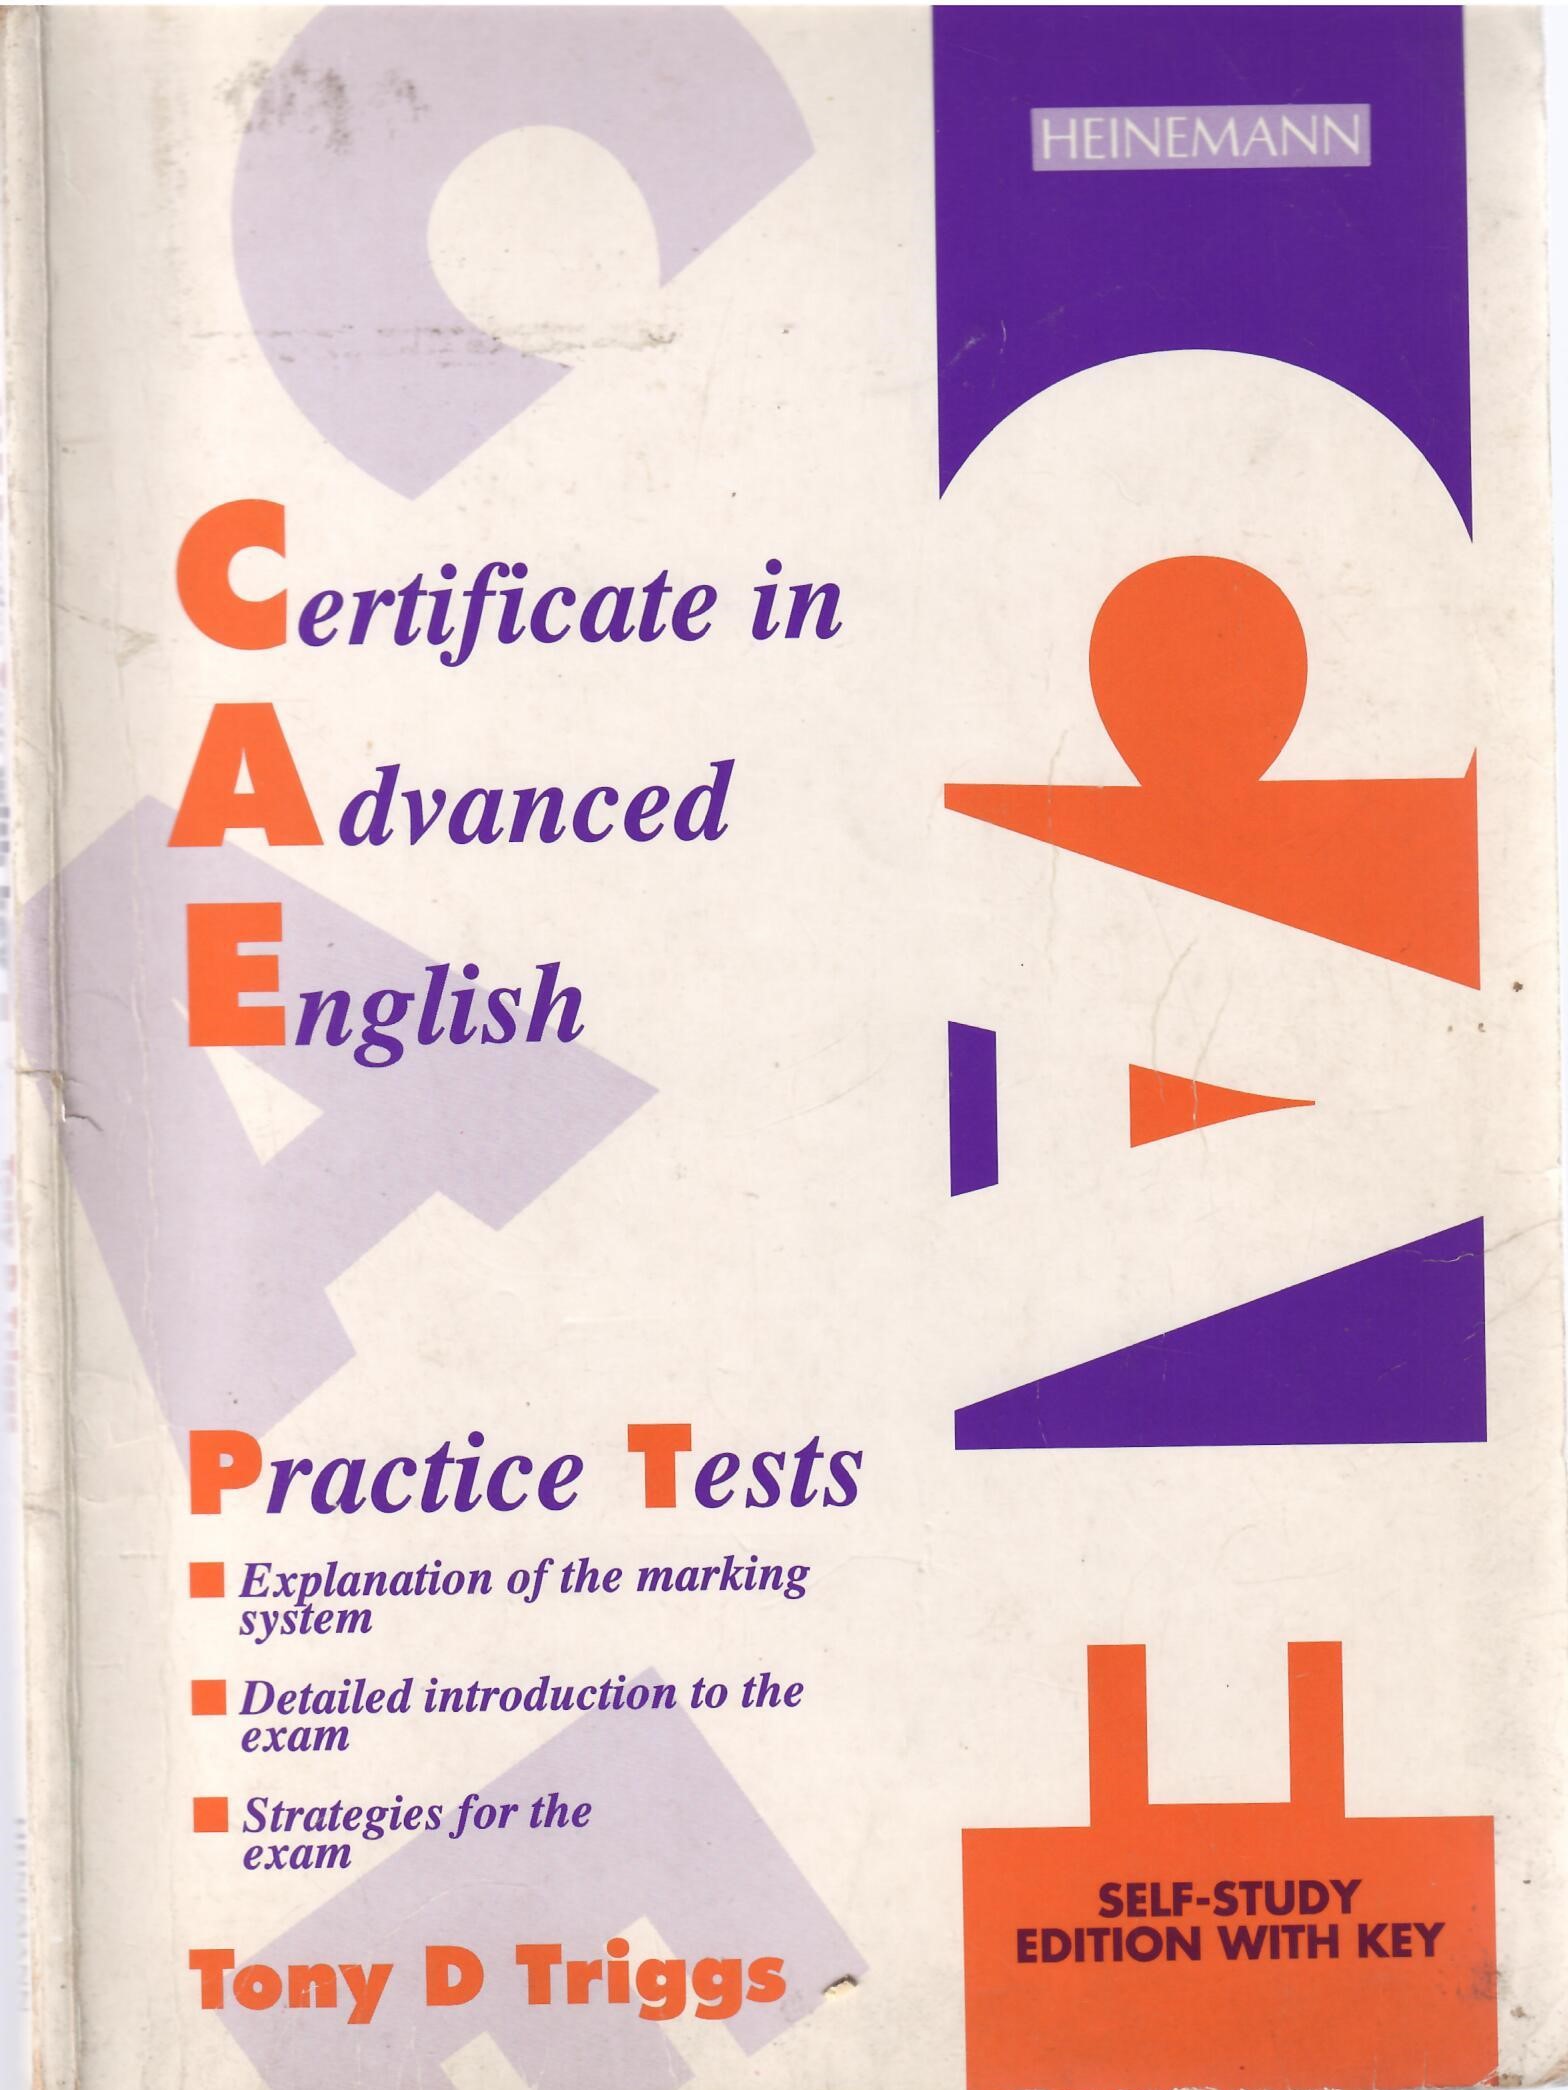 HEINEMANN
Certificate in
Advanced
English
Practice Tests
Explanation of the marking
system
Detailed introduction to the
exam
Strategies for the
exam
Tony D Triggs
CAE
SELF-STUDY
EDITION WITH KEY